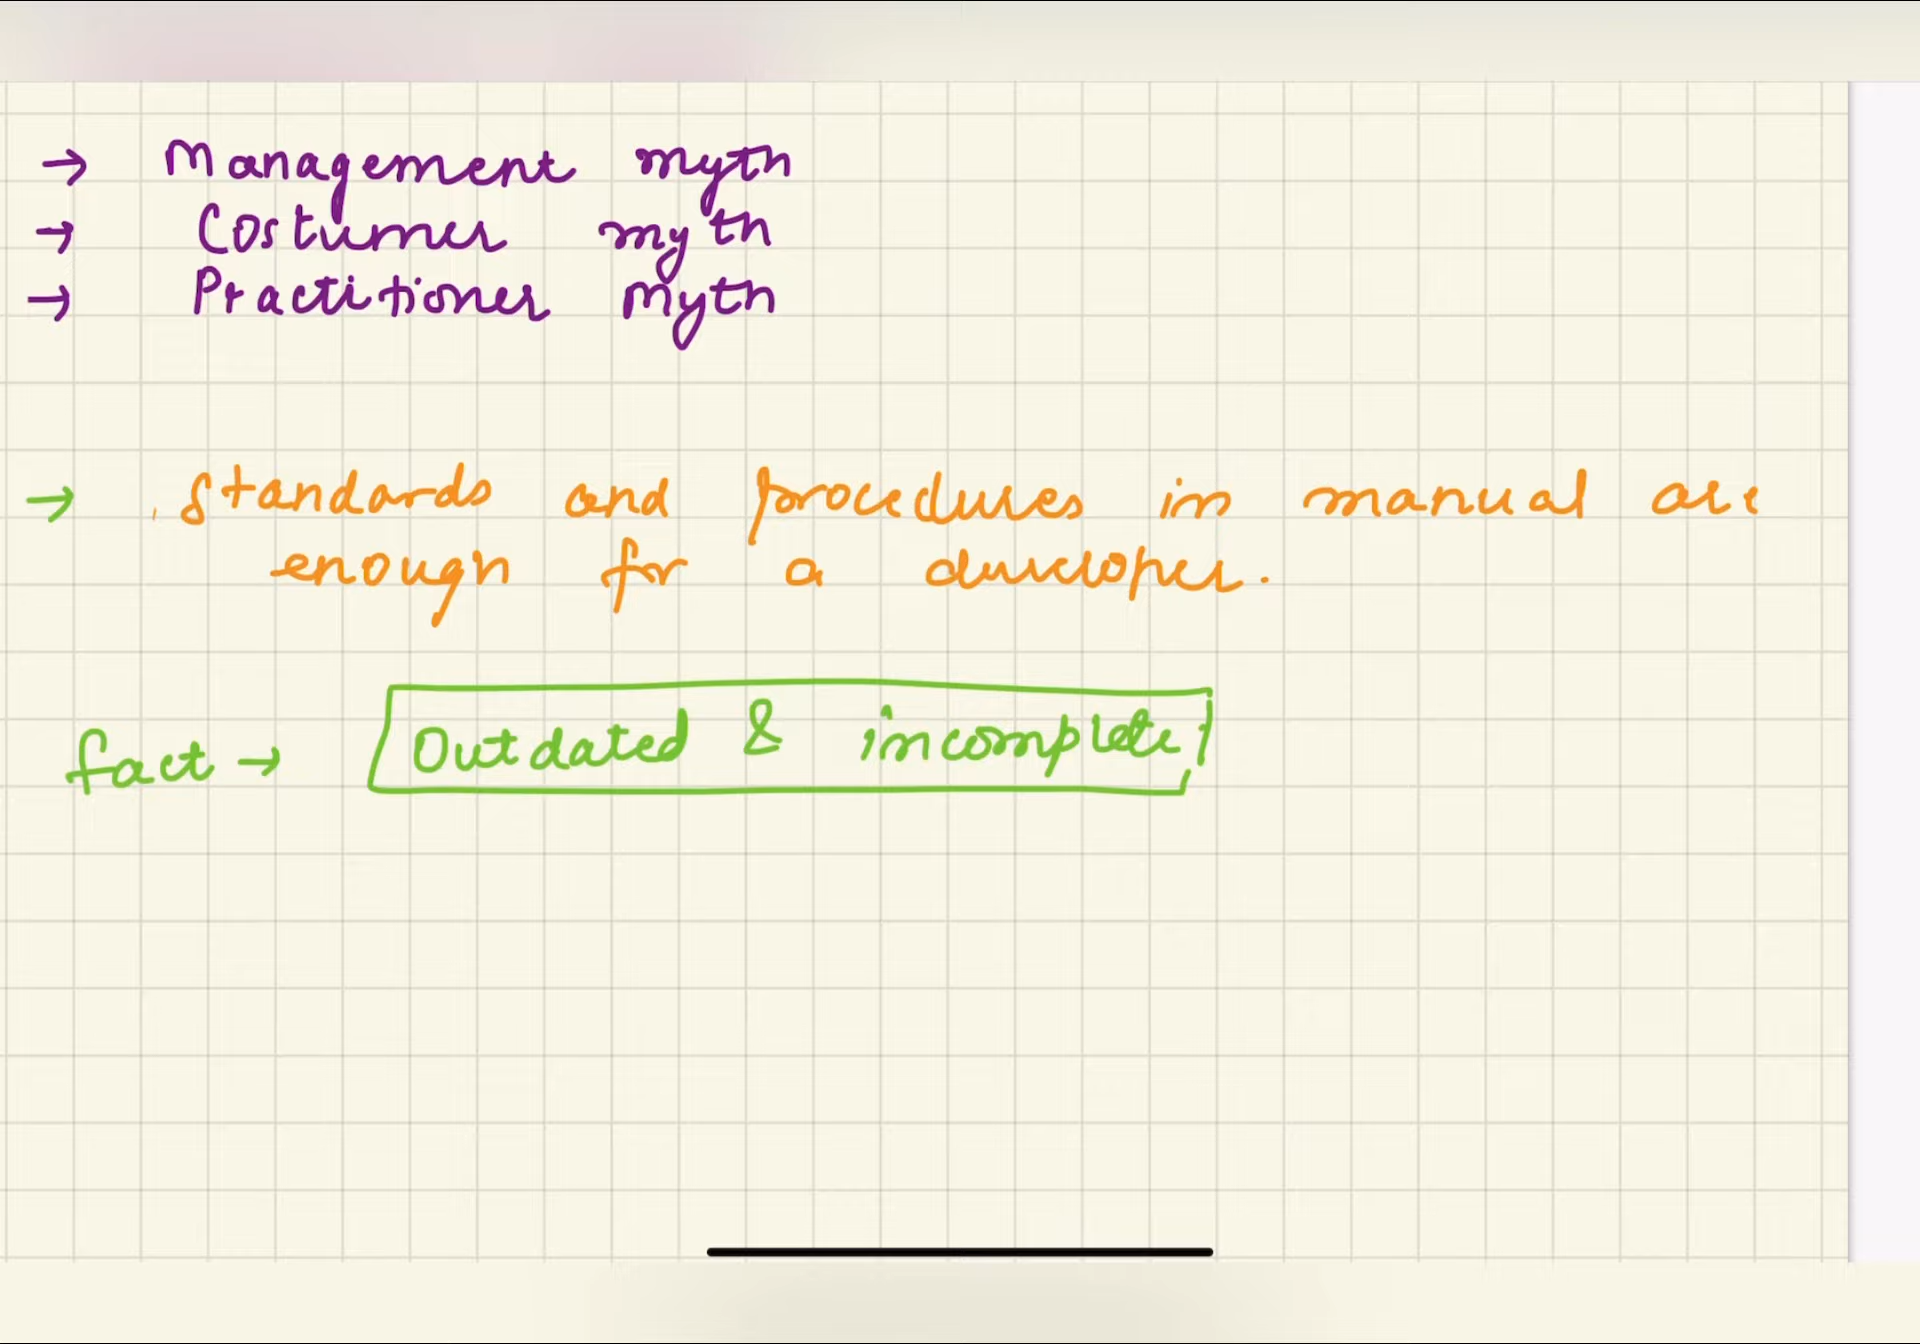 → Management myth
→ Costumer myth
→ Practitioner myth
→ Standards and procedures in manual are
enough for a developer.
fact → Outdated & incomplete